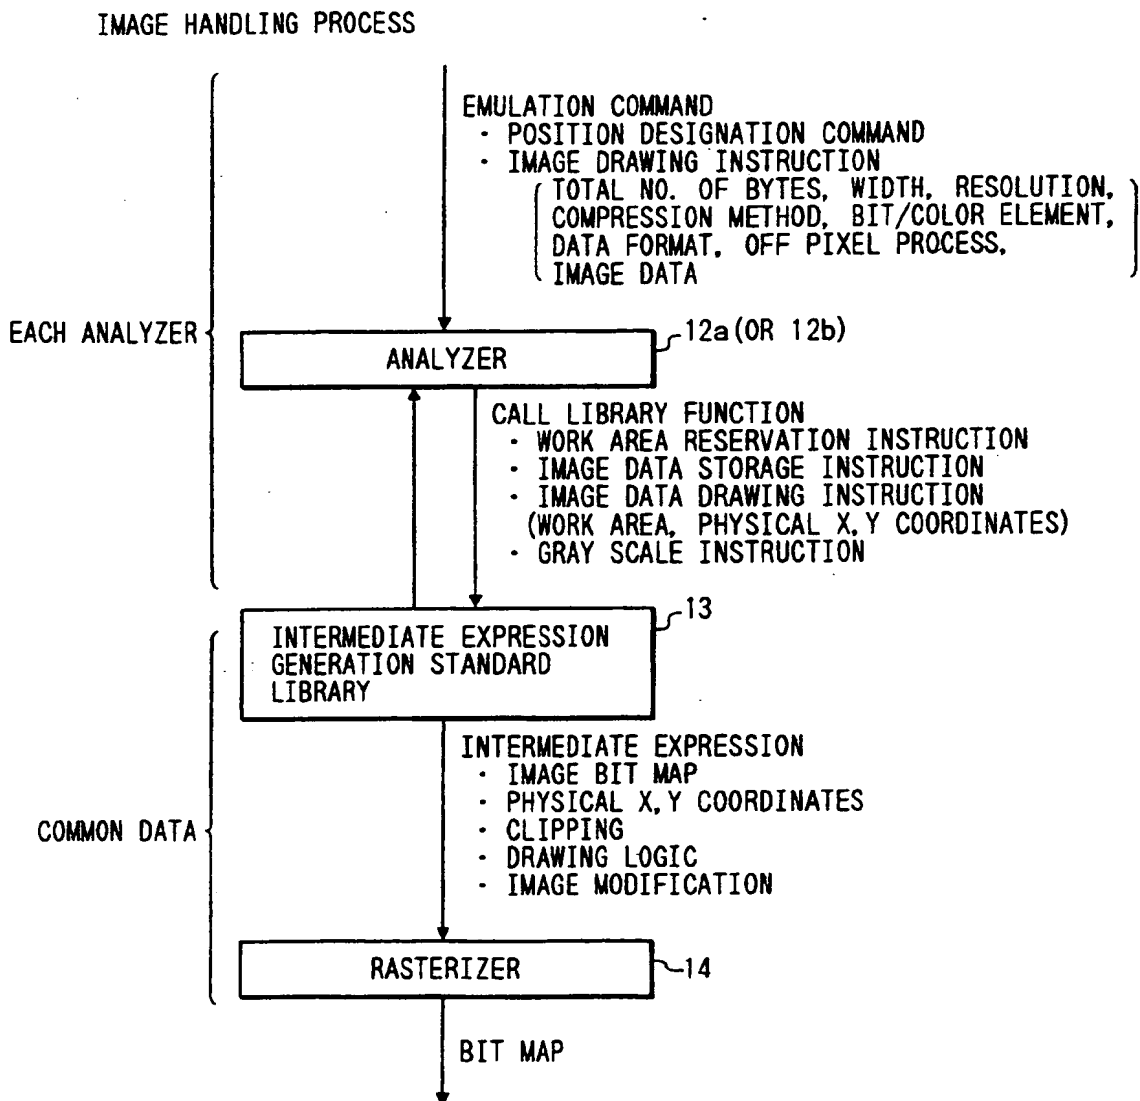 IMAGE HANDLING PROCESS
EMULATION COMMAND
· POSITION DESIGNATION COMMAND
· IMAGE DRAWING INSTRUCTION
TOTAL NO. OF BYTES, WIDTH, RESOLUTION,
COMPRESSION METHOD, BIT/COLOR ELEMENT,
DATA FORMAT, OFF PIXEL PROCESS,
IMAGE DATA
EACH ANALYZER
12a(OR 12b)
ANALYZER
CALL LIBRARY FUNCTION
· WORK AREA RESERVATION INSTRUCTION
· IMAGE DATA STORAGE INSTRUCTION
· IMAGE DATA DRAWING INSTRUCTION
(WORK AREA, PHYSICAL X,Y COORDINATES)
· GRAY SCALE INSTRUCTION
13
INTERMEDIATE EXPRESSION
GENERATION STANDARD
LIBRARY
INTERMEDIATE EXPRESSION
· IMAGE BIT MAP
· PHYSICAL X,Y COORDINATES
· CLIPPING
· DRAWING LOGIC
· IMAGE MODIFICATION
COMMON DATA
RASTERIZER
14
BIT MAP